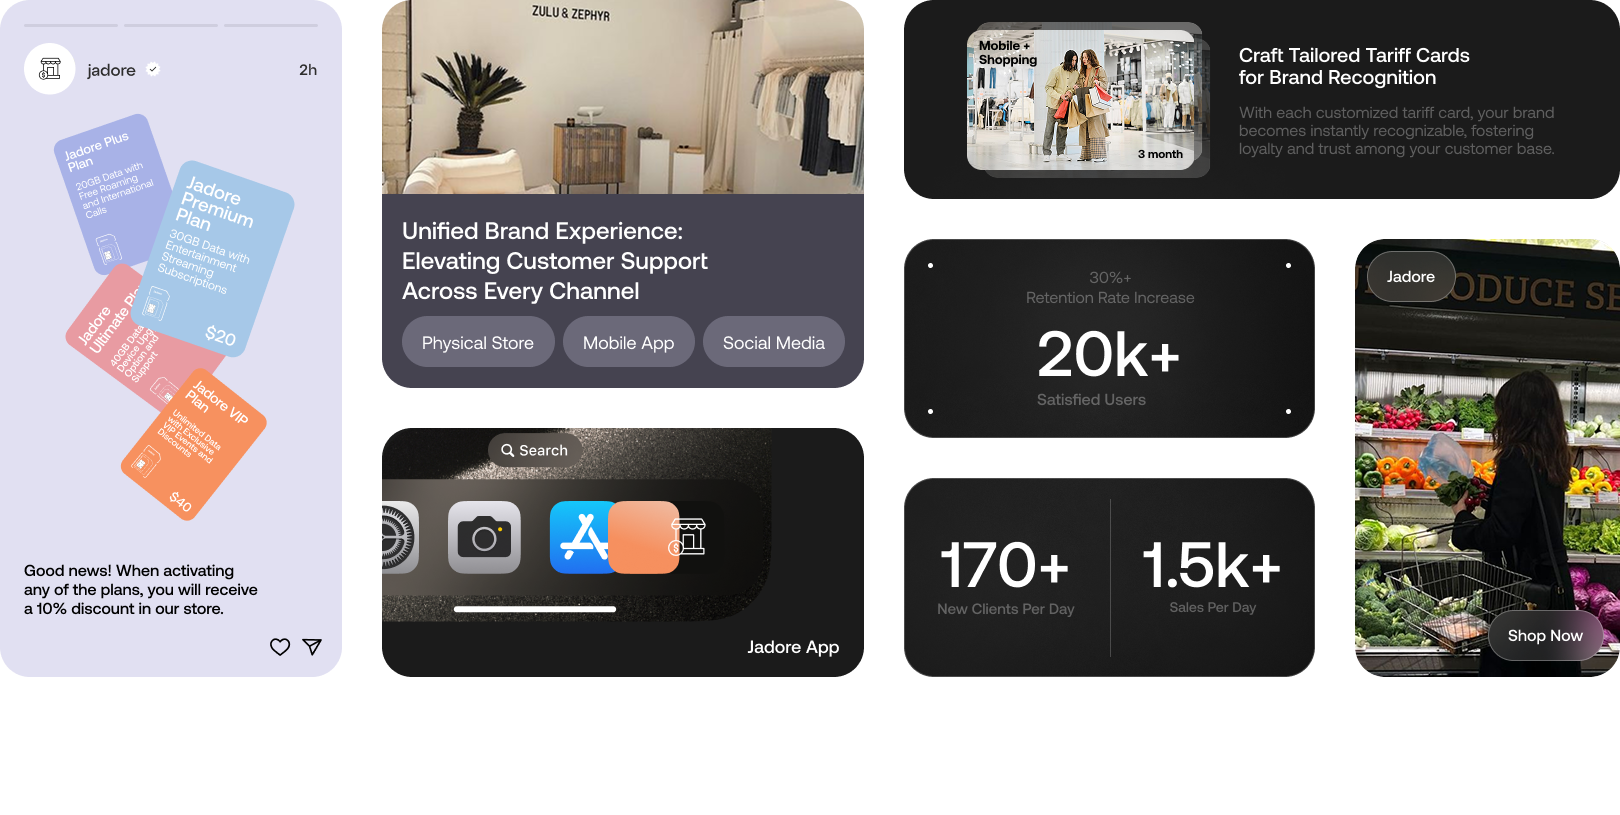 jadore
2h
Jadore Plus
Plan
20GB Data with
Free Roaming
and International
Calls
Jadore
Premium
Plan
30GB Data with
Entertainment
Streaming
Subscriptions
$20
Jadore
Ultimate
40GB Data
Device
Option and
Support
Jadore VIP
Plan
Unlimited Data
with Exclusive
VIP Events and
Discounts
$40
Good news! When activating
any of the plans, you will receive
a 10% discount in our store.
ZULU & ZEPHYR
Unified Brand Experience:
Elevating Customer Support
Across Every Channel
Physical Store
Mobile App
Social Media
Search
Jadore App
Mobile +
Shopping
3 month
Craft Tailored Tariff Cards
for Brand Recognition
With each customized tariff card, your brand
becomes instantly recognizable, fostering
loyalty and trust among your customer base.
30%+
Retention Rate Increase
20k+
Satisfied Users
170+
New Clients Per Day
1.5k+
Sales Per Day
Jadore
Shop Now